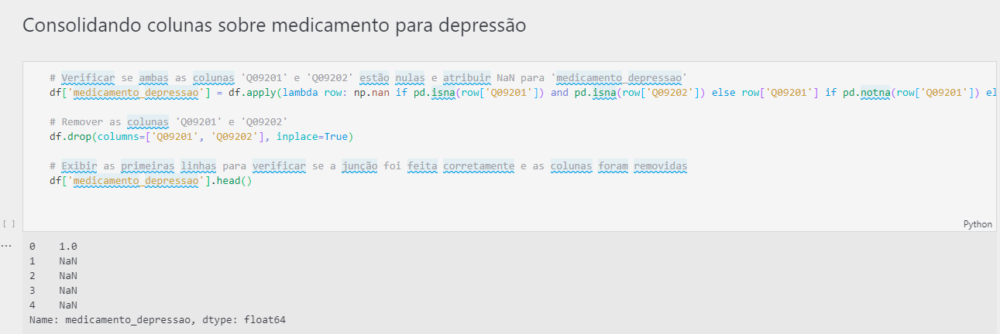 Consolidando colunas sobre medicamento para depressão
# Verificar se ambas as colunas 'Q09201' e 'Q09202' estão nulas e atribuir NaN para 'medicamento_depressao'
df['medicamento_depressao'] = df.apply(lambda row: np.nan if pd.isna(row['Q09201']) and pd.isna(row['Q09202']) else row['Q09201'] if pd.notna(row['Q09201']) el
# Remover as colunas 'Q09201' e 'Q09202'
df.drop(columns=['Q09201', 'Q09202'], inplace=True)
# Exibir as primeiras linhas para verificar se a junção foi feita corretamente e as colunas foram removidas
df['medicamento_depressao'].head()
[ ]
Python
...
0 1.0
1 NaN
2 NaN
3 NaN
4 NaN
Name: medicamento_depressao, dtype: float64